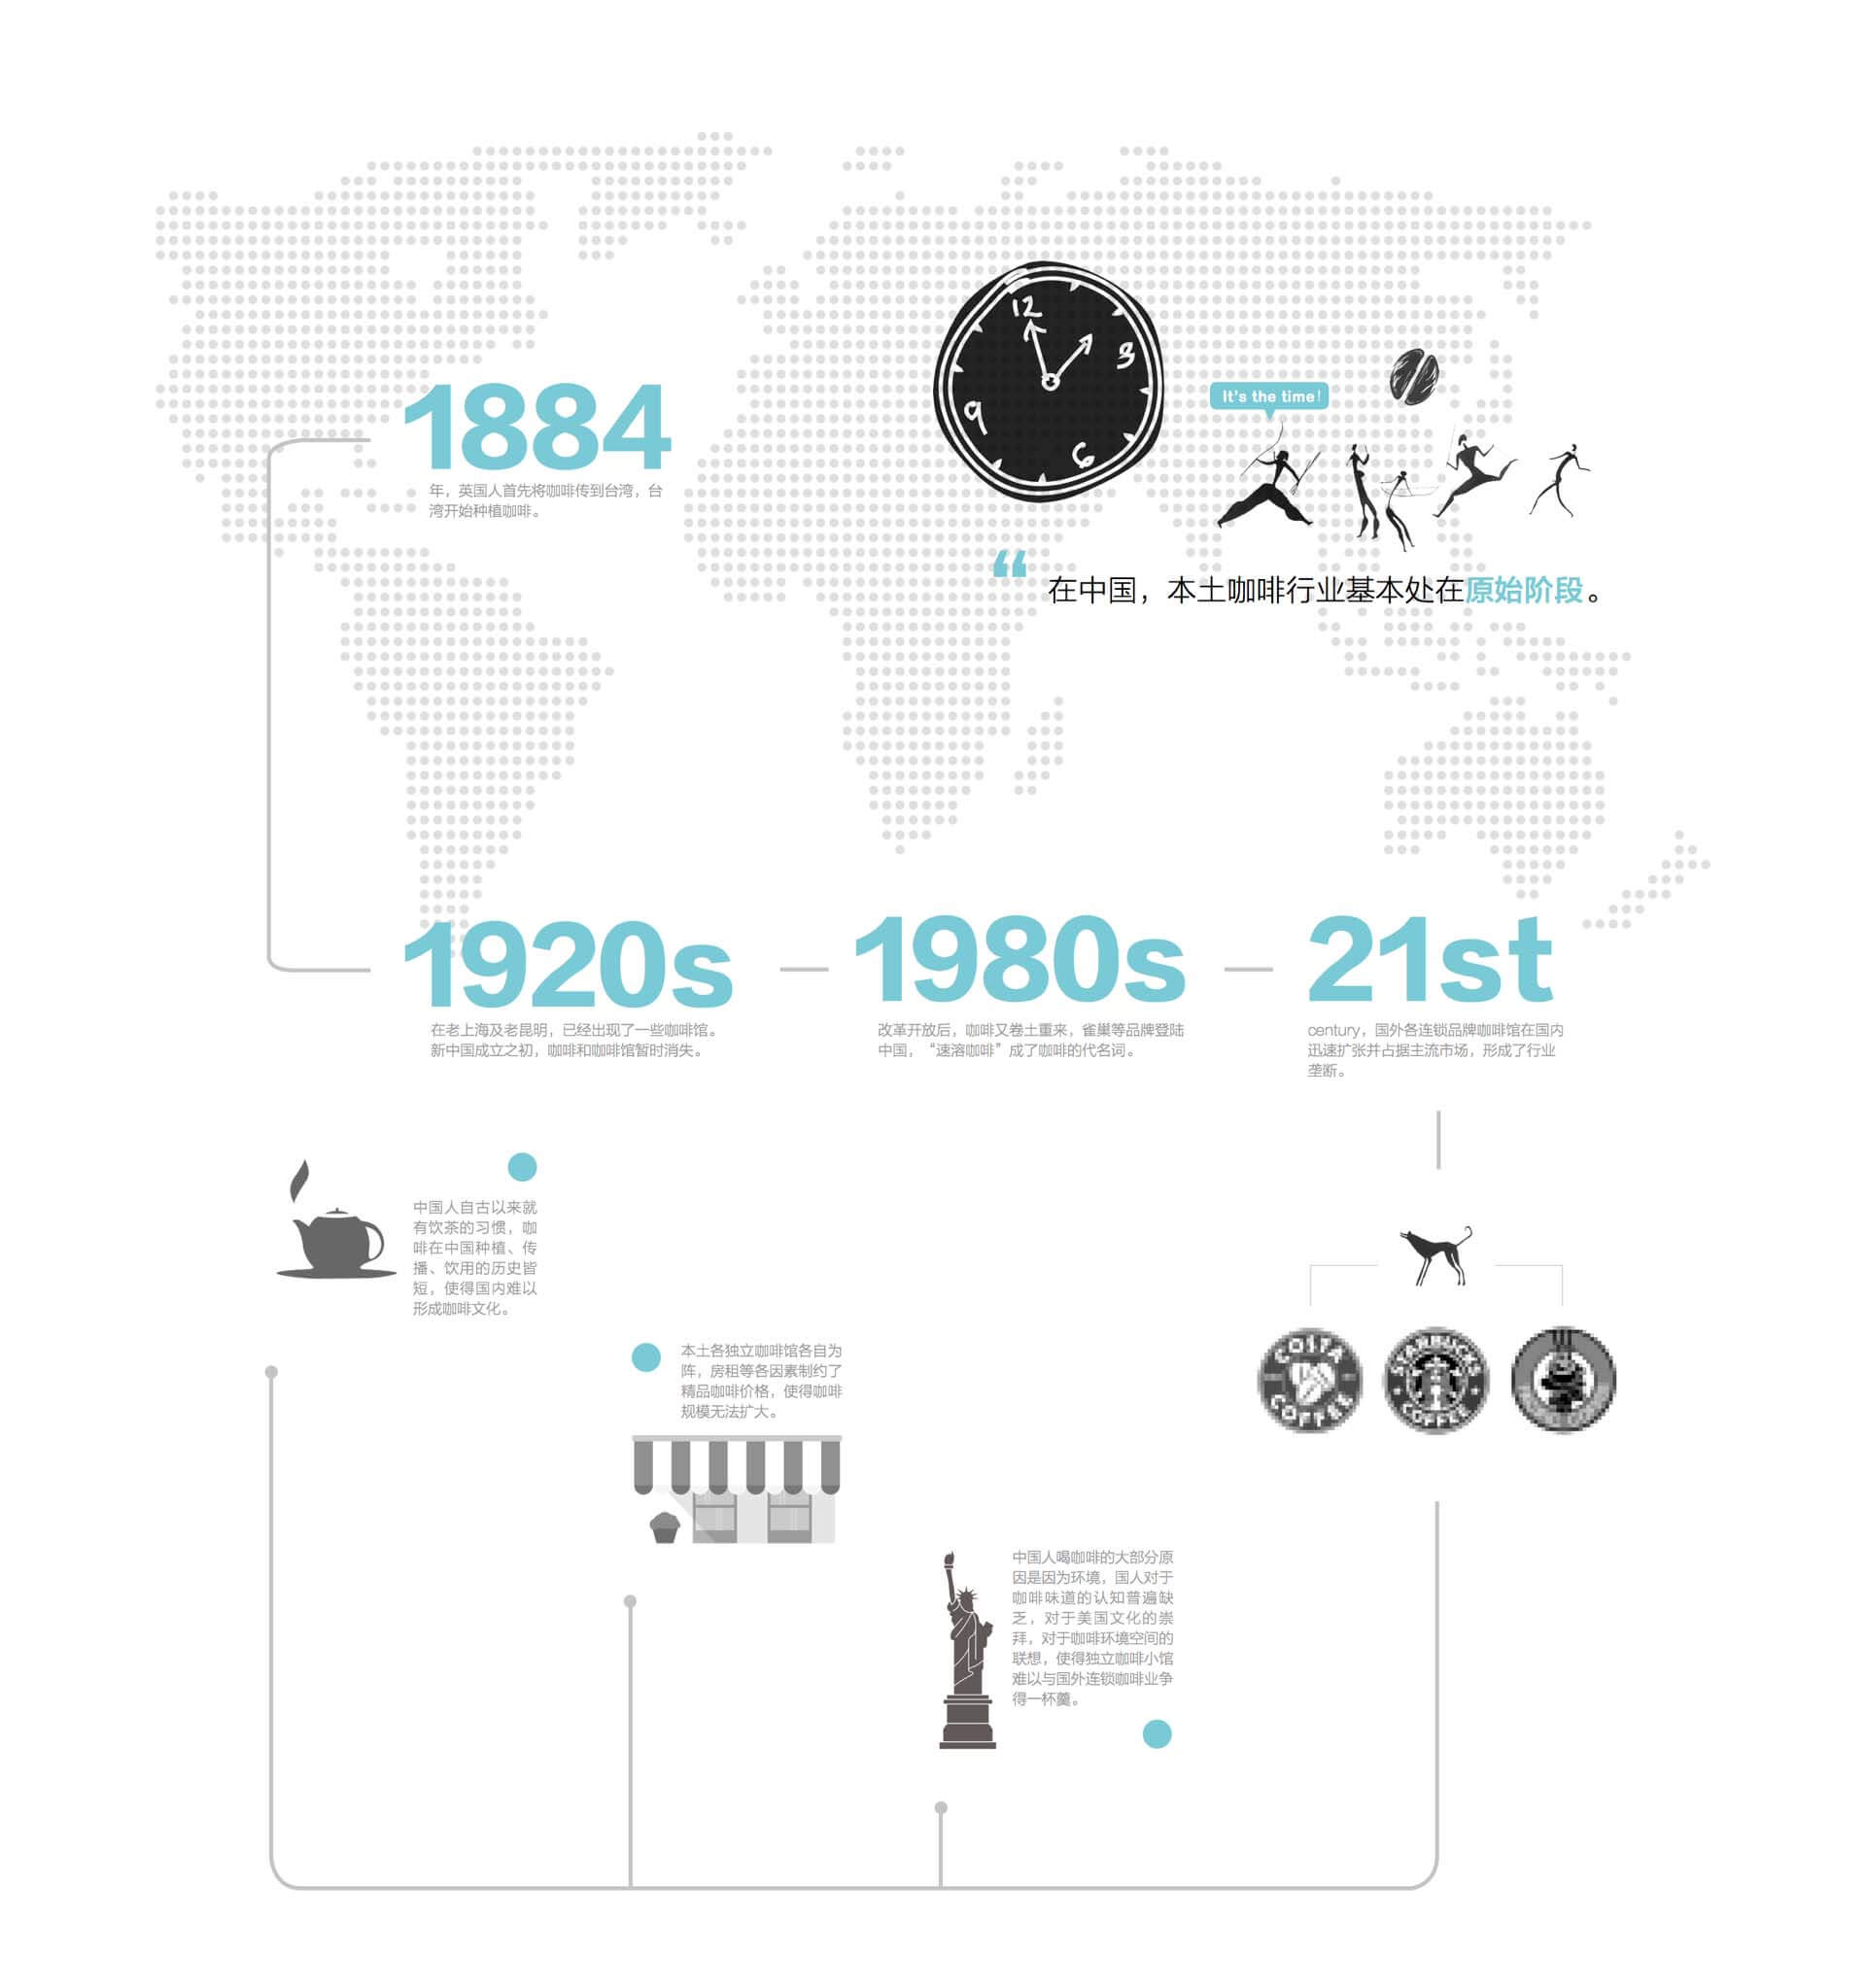 12
3
9
6
It's the time!
1884
年，英国人首先将咖啡传到台湾，台
湾开始种植咖啡。
“
在中国，本土咖啡行业基本处在原始阶段。
1920s
在老上海及老昆明，已经出现了一些咖啡馆。
新中国成立之初，咖啡和咖啡馆暂时消失。
1980s
改革开放后，咖啡又卷土重来，雀巢等品牌登陆
中国，“速溶咖啡”成了咖啡的代名词。
21st
century，国外各连锁品牌咖啡馆在国内
迅速扩张并占据主流市场，形成了行业
垄断。
中国人自古以来就
有饮茶的习惯，咖
啡在中国种植、传
播、饮用的历史皆
短，使得国内难以
形成咖啡文化。
本土各独立咖啡馆各自为
阵，房租等各因素制约了
精品咖啡价格，使得咖啡
规模无法扩大。
COSTA
COFFEE
STARBUCKS
COFFEE
中国人喝咖啡的大部分原
因是因为环境，国人对于
咖啡味道的认知普遍缺
乏，对于美国文化的崇
拜，对于咖啡环境空间的
联想，使得独立咖啡小馆
难以与国外连锁咖啡业争
得一杯羹。